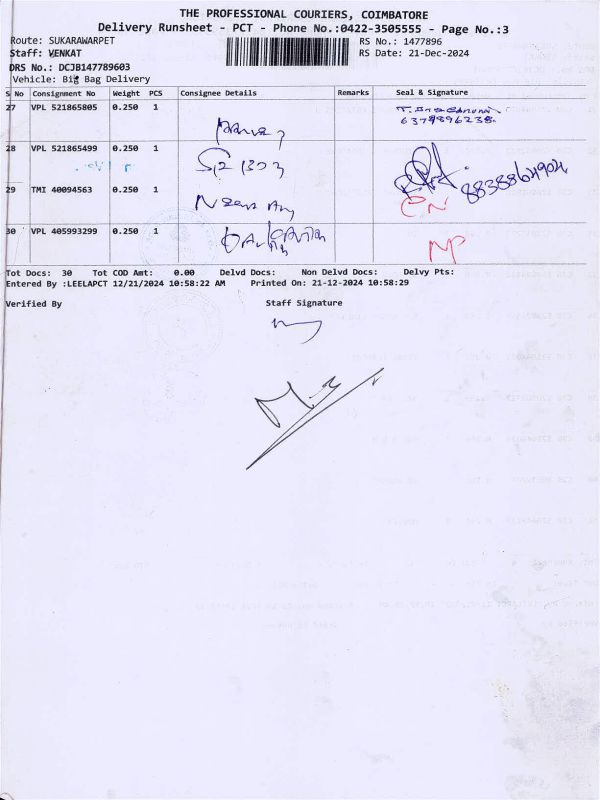 THE PROFESSIONAL COURIERS, COIMBATORE
Delivery Runsheet - PCT - Phone No.:0422-3505555 - Page No.:3
Route: SUKARAWARPET RS No.: 1477896
Staff: VENKAT RS Date: 21-Dec-2024
DRS No.: DCJB147789603
Vehicle: Big Bag Delivery
S No Consignment No Weight PCS Consignee Details Remarks Seal & Signature
27 VPL 521865805 0.250 1
6379896238
28 VPL 521865499 0.250 1
8838864904
29 TMI 40094563 0.250 1
30 VPL 405993299 0.250 1
NP
Tot Docs: 30 Tot COD Amt: 0.00 Delvd Docs: Non Delvd Docs: Delvy Pts:
Entered By :LEELAPCT 12/21/2024 10:58:22 AM Printed On: 21-12-2024 10:58:29
Verified By Staff Signature